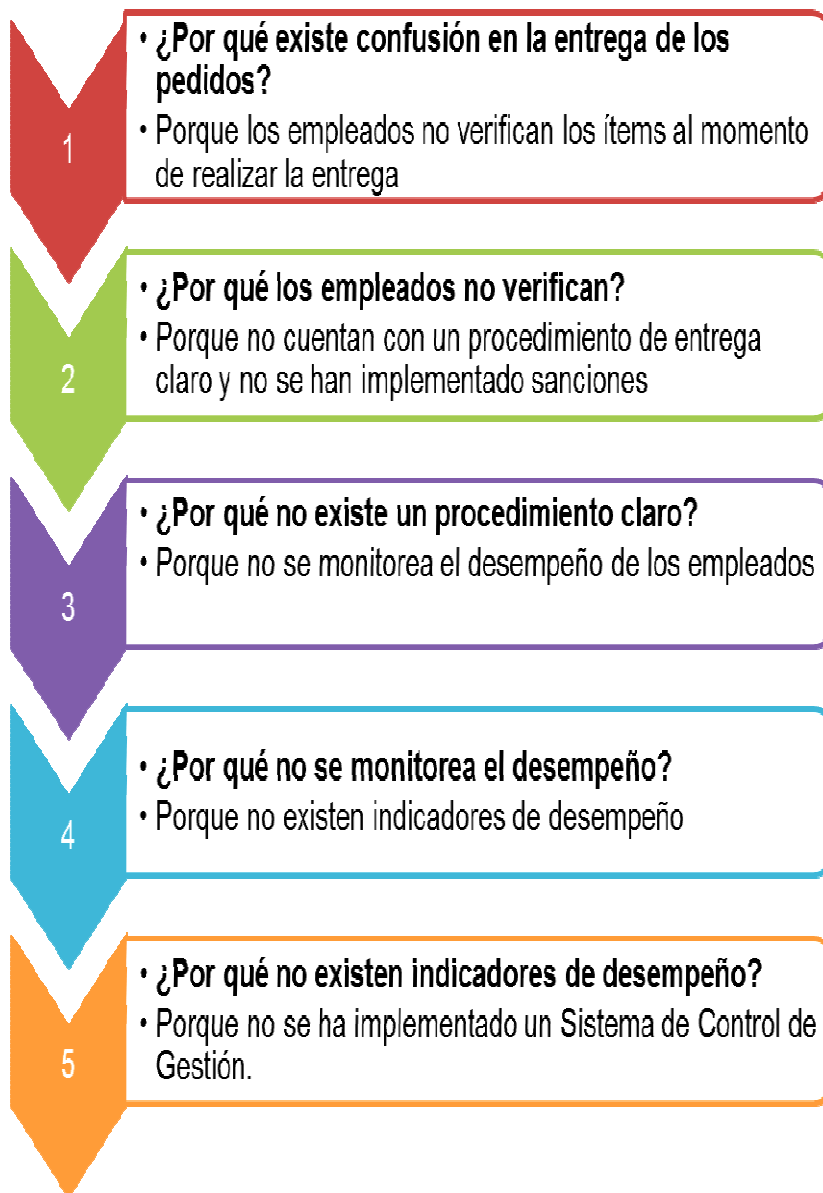 • ¿Por qué existe confusión en la entrega de los
pedidos?
• Porque los empleados no verifican los ítems al momento
de realizar la entrega
1
• ¿Por qué los empleados no verifican?
• Porque no cuentan con un procedimiento de entrega
claro y no se han implementado sanciones
2
• ¿Por qué no existe un procedimiento claro?
• Porque no se monitorea el desempeño de los empleados
3
• ¿Por qué no se monitorea el desempeño?
• Porque no existen indicadores de desempeño
4
• ¿Por qué no existen indicadores de desempeño?
• Porque no se ha implementado un Sistema de Control de
Gestión.
5